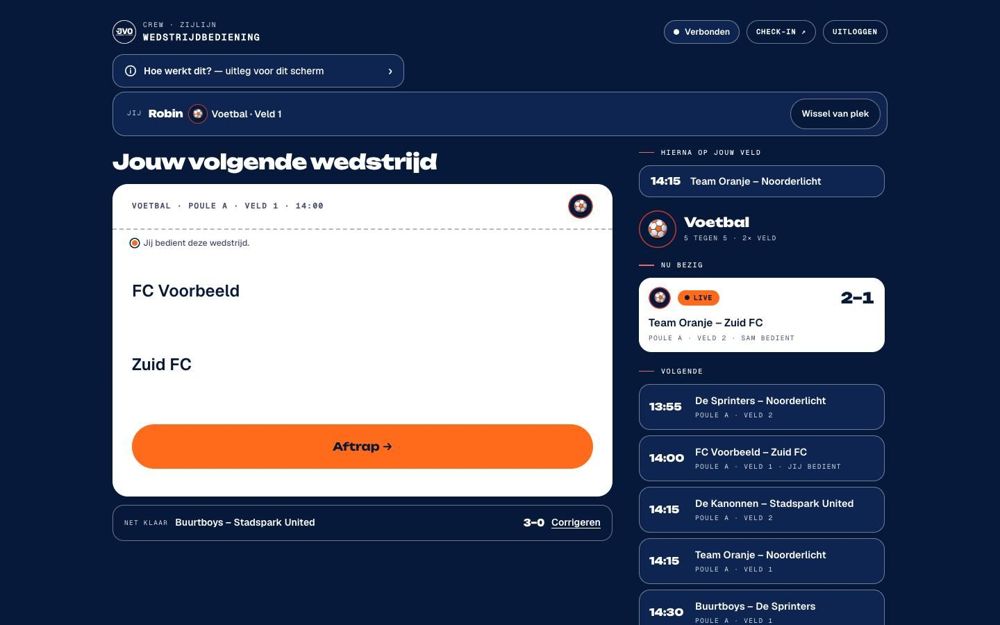 3VO
CREW · ZIJLIJN
WEDSTRIJDBEDIENING
Verbonden
CHECK-IN ↗
UITLOGGEN
Hoe werkt dit? — uitleg voor dit scherm ›
JIJ Robin Voetbal · Veld 1
Wissel van plek
Jouw volgende wedstrijd
VOETBAL · POULE A · VELD 1 · 14:00
Jij bedient deze wedstrijd.
FC Voorbeeld
Zuid FC
Aftrap →
NET KLAAR Buurtboys – Stadspark United 3–0 Corrigeren
HIERNA OP JOUW VELD
14:15 Team Oranje – Noorderlicht
Voetbal
5 TEGEN 5 · 2× VELD
NU BEZIG
LIVE 2–1
Team Oranje – Zuid FC
POULE A · VELD 2 · SAM BEDIENT
VOLGENDE
13:55 De Sprinters – Noorderlicht
POULE A · VELD 2
14:00 FC Voorbeeld – Zuid FC
POULE A · VELD 1 · JIJ BEDIENT
14:15 De Kanonnen – Stadspark United
POULE A · VELD 2
14:15 Team Oranje – Noorderlicht
POULE A · VELD 1
14:30 Buurtboys – De Sprinters
POULE A · VELD 1